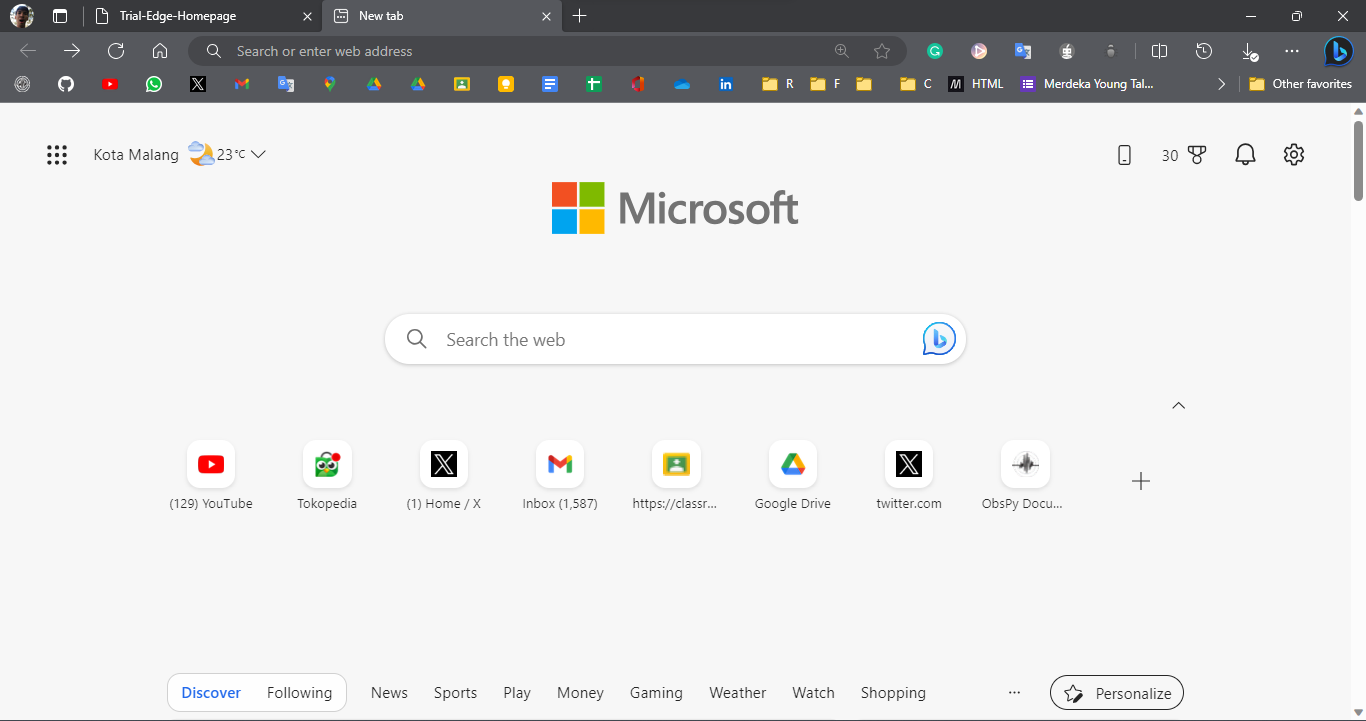 Trial-Edge-Homepage
New tab
Search or enter web address
R
F
C
HTML
Merdeka Young Tal...
Other favorites
Kota Malang
23°C
30
Microsoft
Search the web
(129) YouTube
Tokopedia
(1) Home / X
Inbox (1,587)
https://classr...
Google Drive
twitter.com
ObsPy Docu...
Discover
Following
News
Sports
Play
Money
Gaming
Weather
Watch
Shopping
...
Personalize